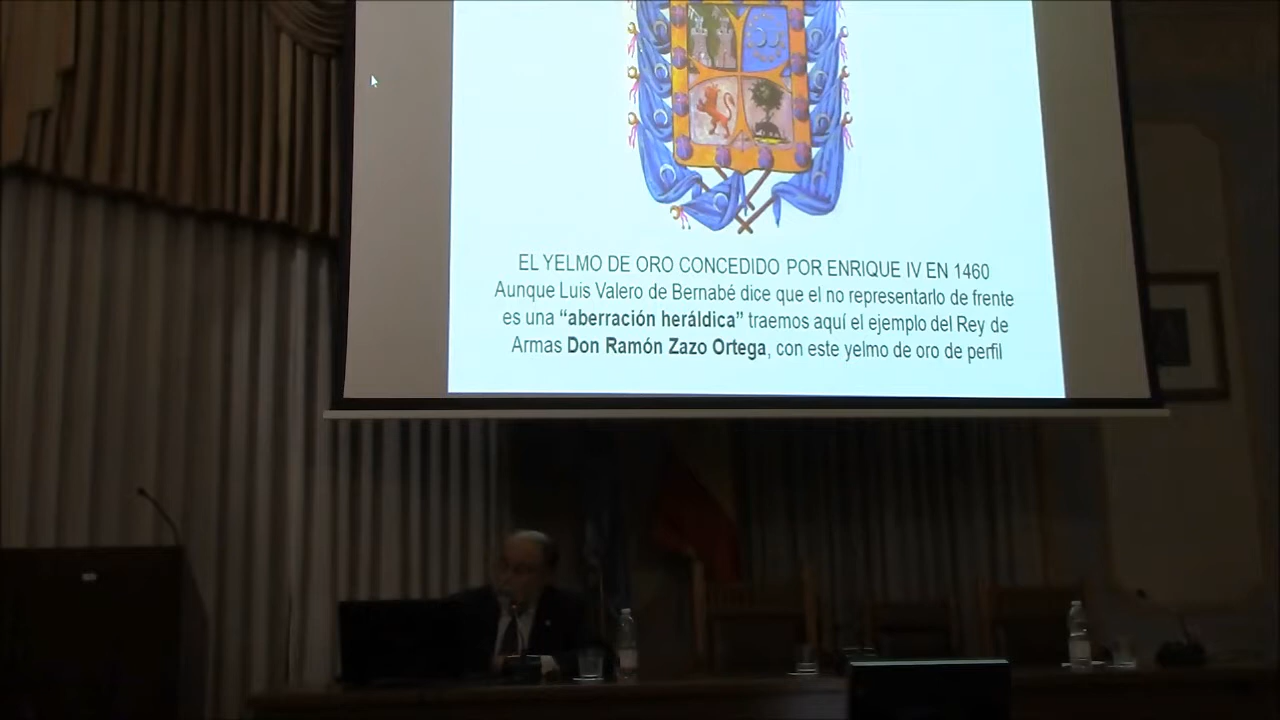 EL YELMO DE ORO CONCEDIDO POR ENRIQUE IV EN 1460
Aunque Luis Valero de Bernabé dice que el no representarlo de frente
es una “aberración heráldica” traemos aquí el ejemplo del Rey de
Armas Don Ramón Zazo Ortega, con este yelmo de oro de perfil